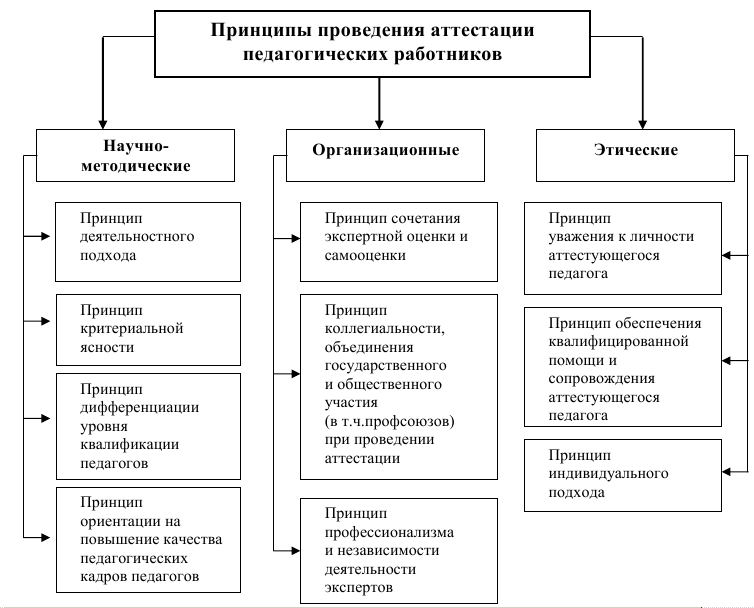 Принципы проведения аттестации
педагогических работников
Научно-
методические
Принцип
деятельностного
подхода
Принцип
критериальной
ясности
Принцип
дифференциации
уровня
квалификации
педагогов
Принцип
ориентации на
повышение качества
педагогических
кадров педагогов
Организационные
Принцип сочетания
экспертной оценки и
самооценки
Принцип
коллегиальности,
объединения
государственного
и общественного
участия
(в т.ч.профсоюзов)
при проведении
аттестации
Принцип
профессионализма
и независимости
деятельности
экспертов
Этические
Принцип
уважения к личности
аттестующегося
педагога
Принцип обеспечения
квалифицированной
помощи и
сопровождения
аттестующегося
педагога
Принцип
индивидуального
подхода